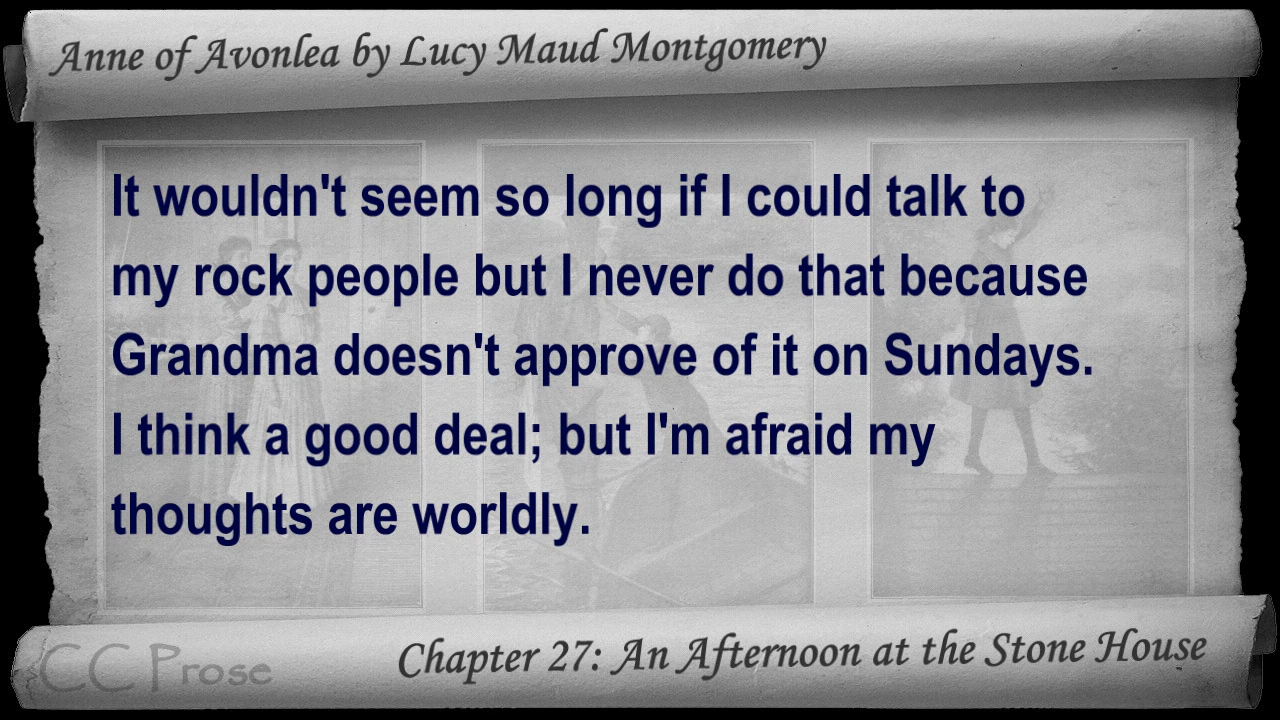 Anne of Avonlea by Lucy Maud Montgomery
It wouldn't seem so long if I could talk to
my rock people but I never do that because
Grandma doesn't approve of it on Sundays.
I think a good deal; but I'm afraid my
thoughts are worldly.
CC Prose
Chapter 27: An Afternoon at the Stone House